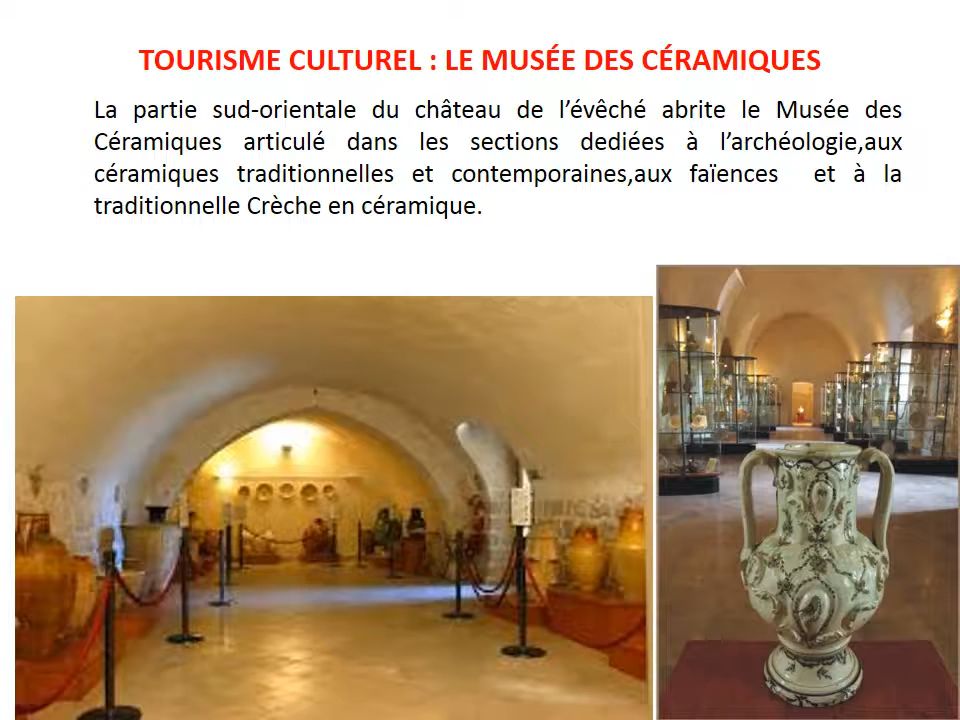 TOURISME CULTUREL : LE MUSÉE DES CÉRAMIQUES
La partie sud-orientale du château de l’évêché abrite le Musée des
Céramiques articulé dans les sections dediées à l’archéologie,aux
céramiques traditionnelles et contemporaines,aux faïences et à la
traditionnelle Crèche en céramique.